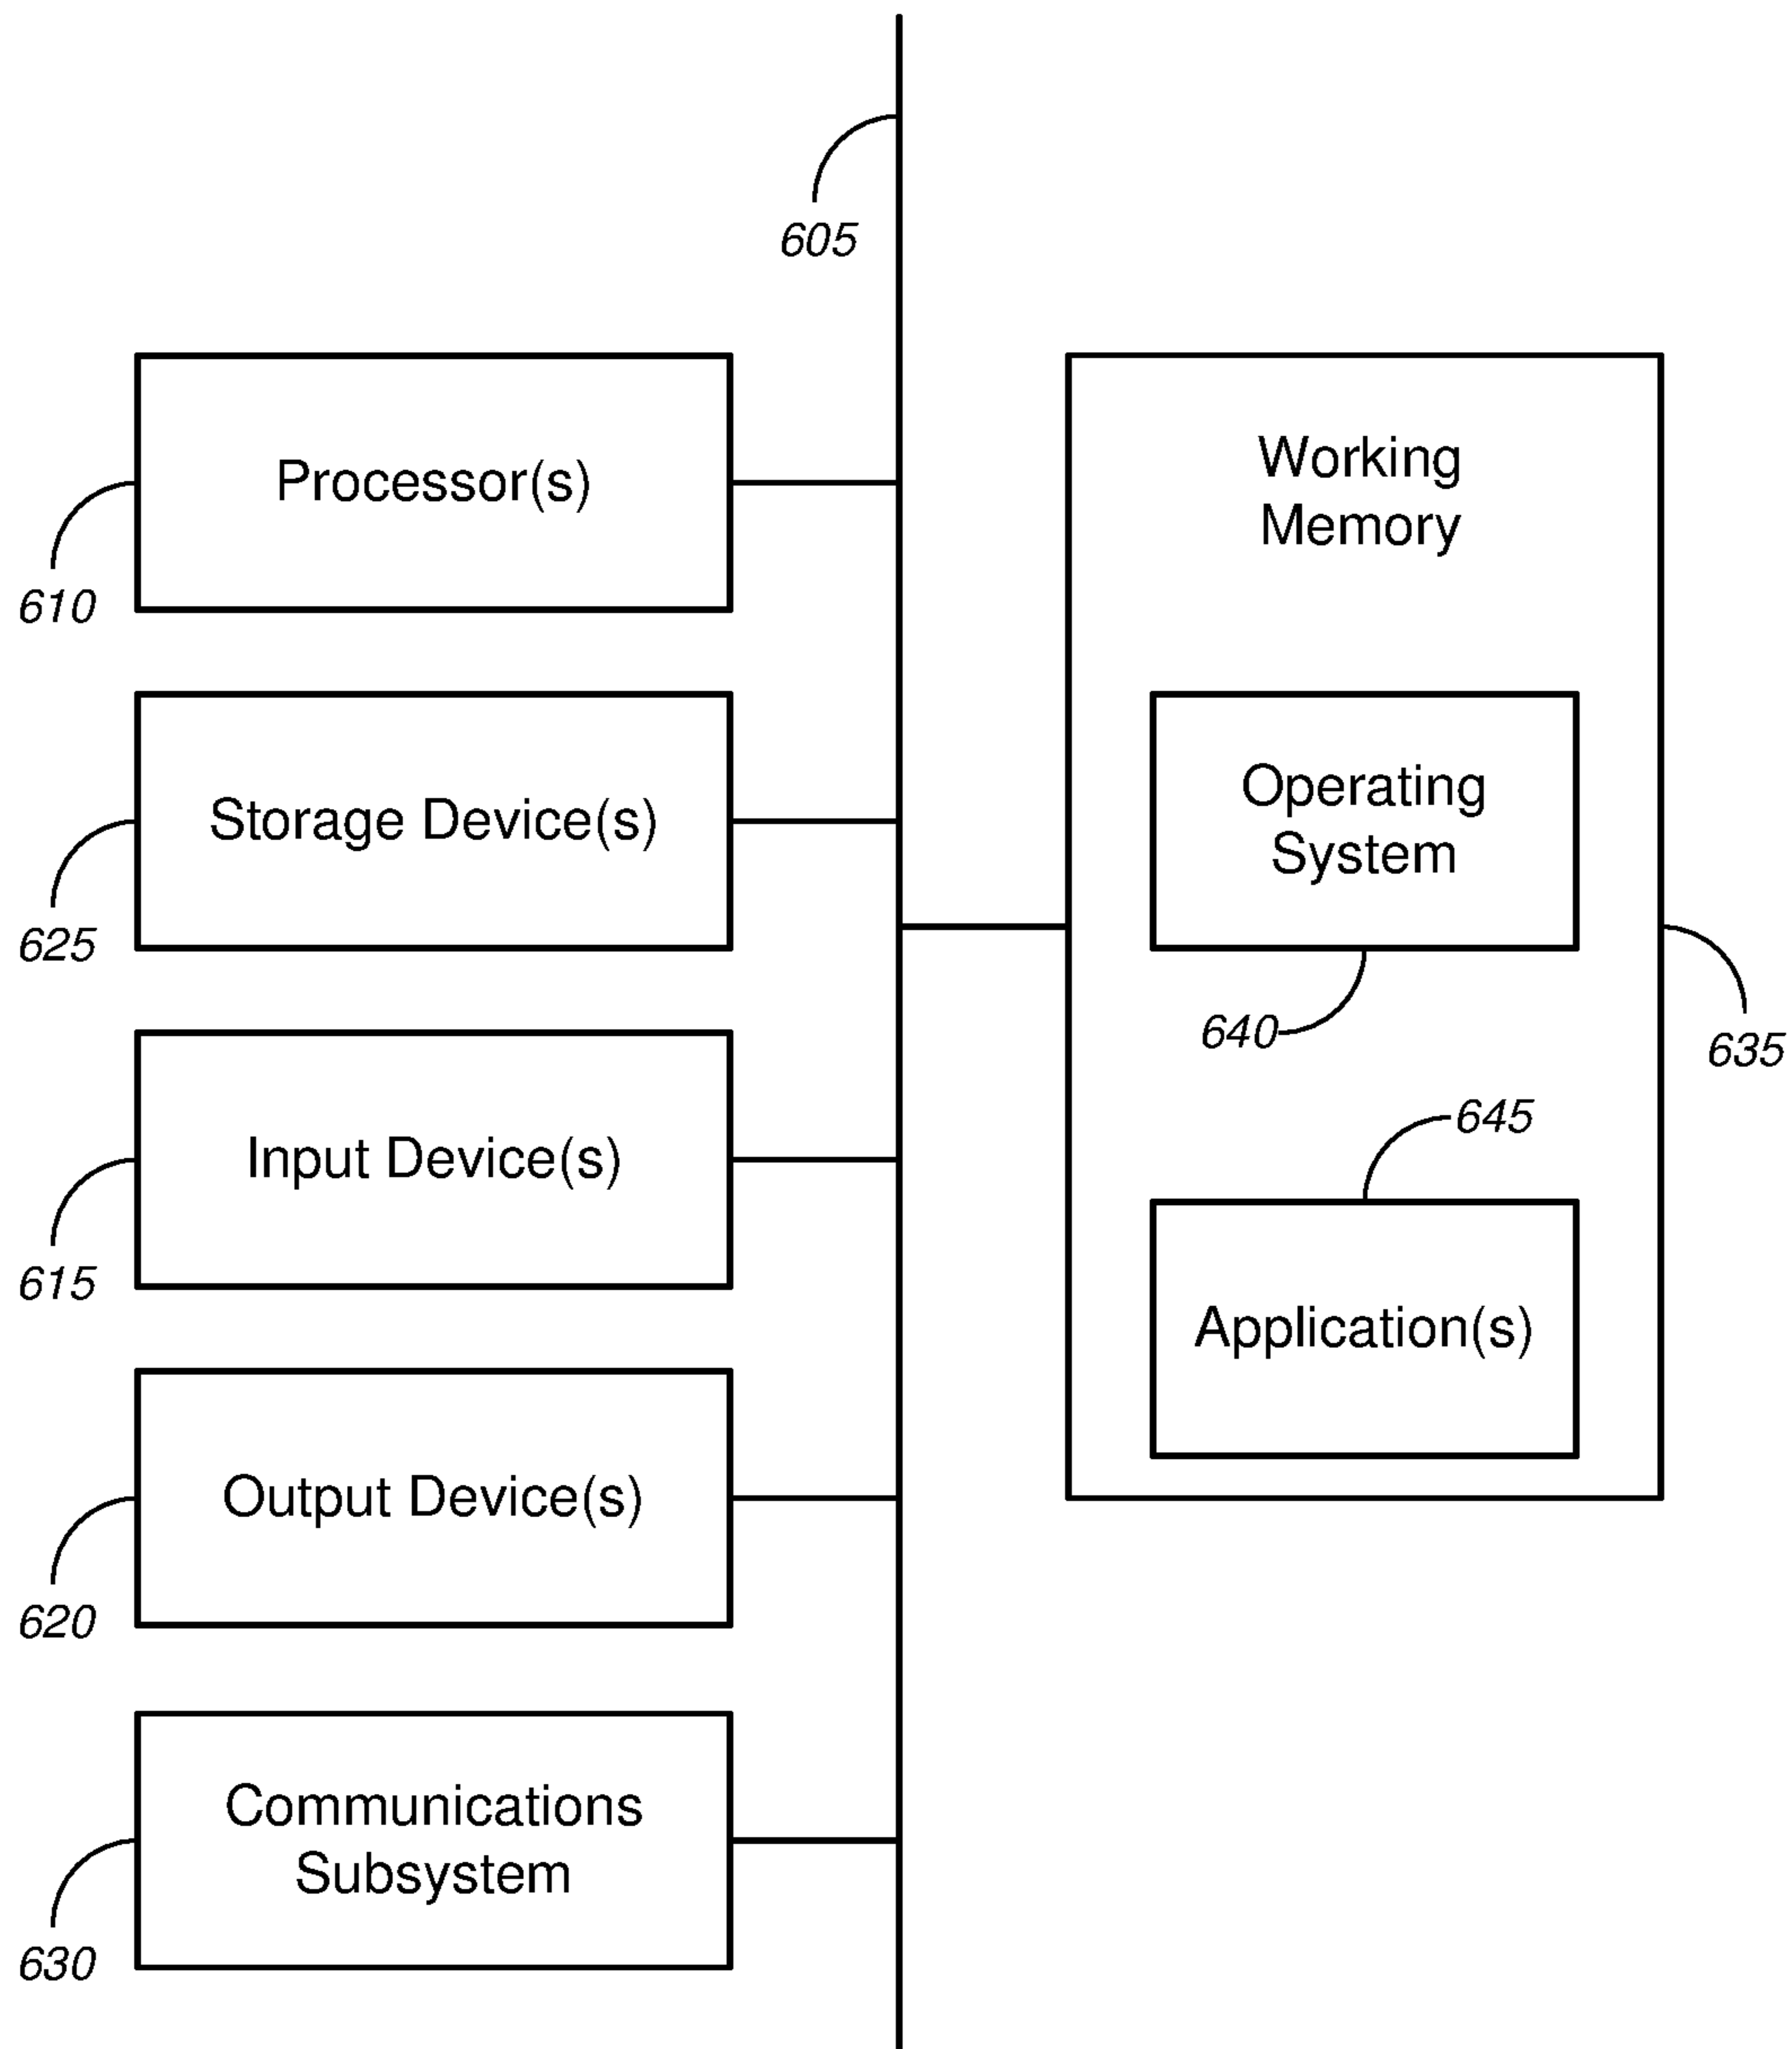 605
Processor(s)
610
Storage Device(s)
625
Input Device(s)
615
Output Device(s)
620
Communications
Subsystem
630
Working
Memory
Operating
System
640
635
645
Application(s)